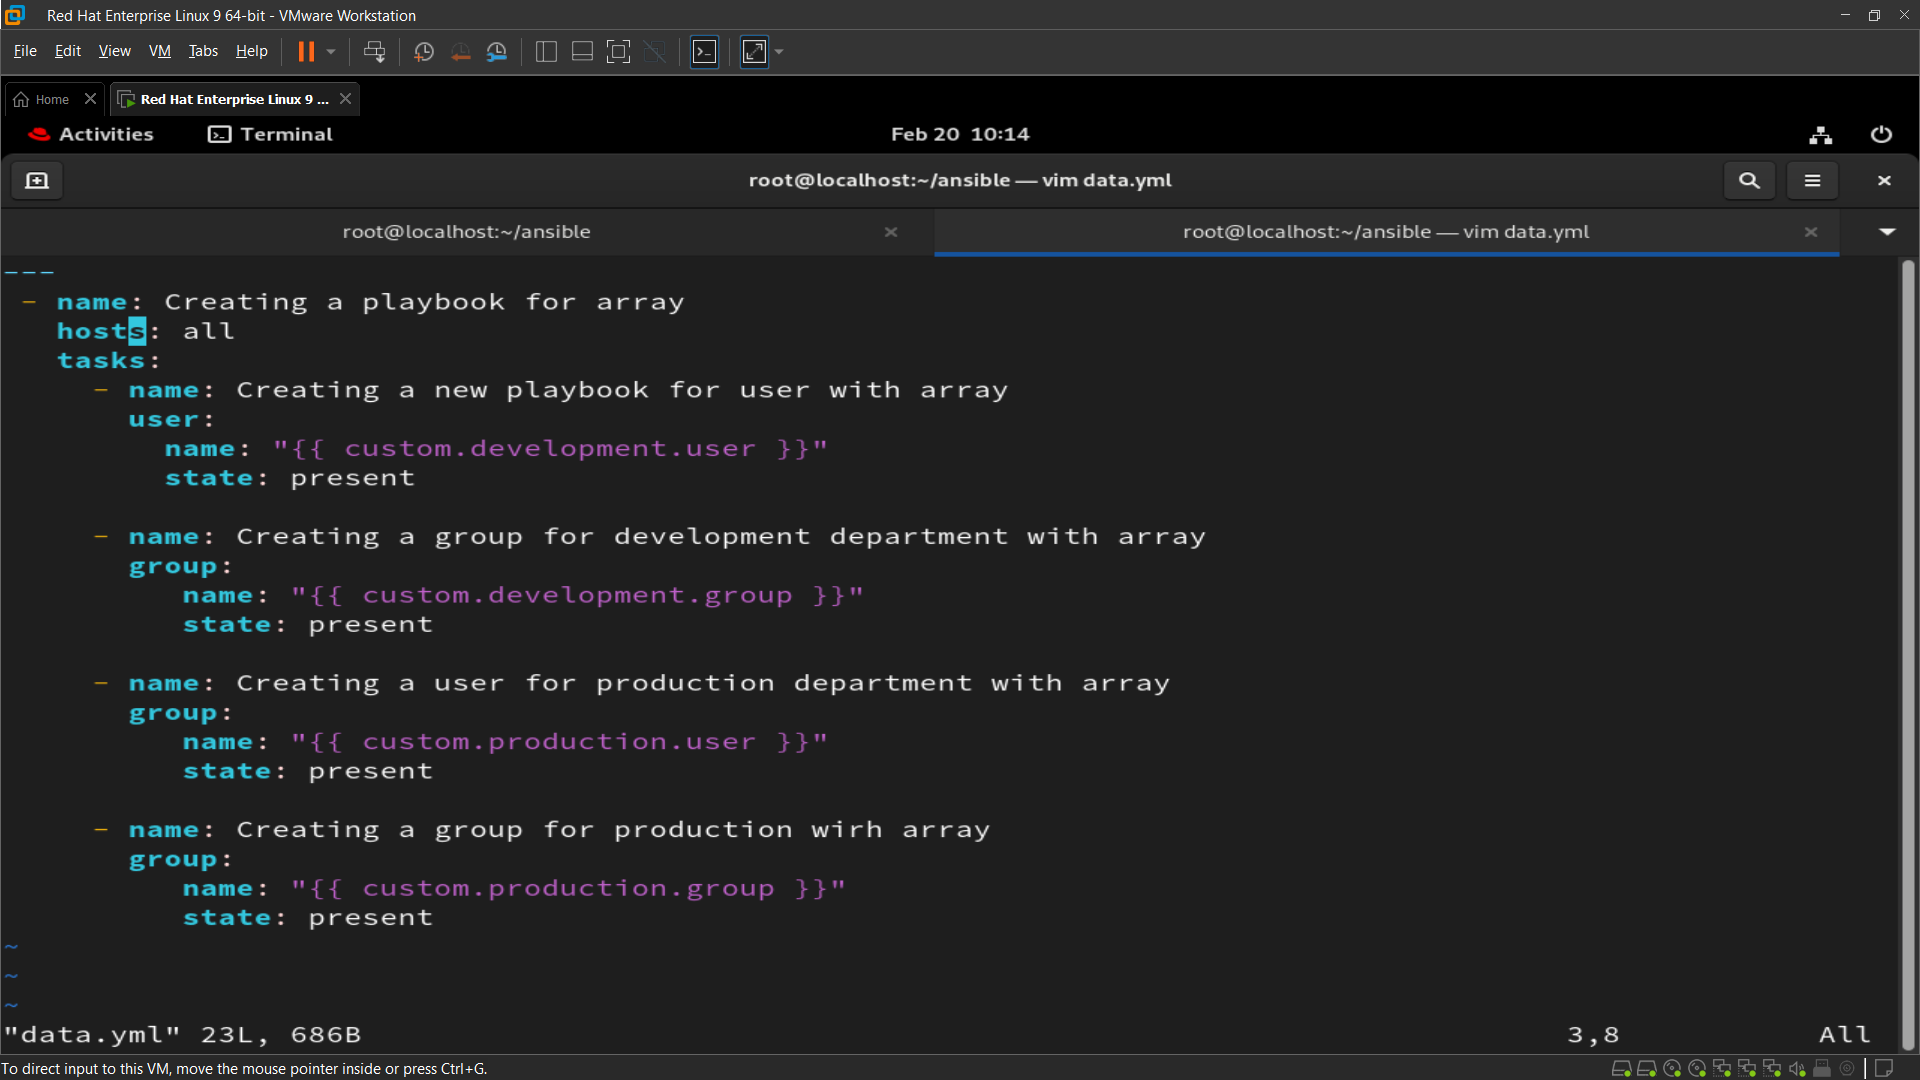 Red Hat Enterprise Linux 9 64-bit - VMware Workstation
File Edit View VM Tabs Help
Home Red Hat Enterprise Linux 9 ...
Activities Terminal Feb 20 10:14
root@localhost:~/ansible — vim data.yml
root@localhost:~/ansible root@localhost:~/ansible — vim data.yml
---
 - name: Creating a playbook for array
   hosts: all
   tasks:
     - name: Creating a new playbook for user with array
       user:
         name: "{{ custom.development.user }}"
         state: present

     - name: Creating a group for development department with array
       group:
          name: "{{ custom.development.group }}"
          state: present

     - name: Creating a user for production department with array
       group:
          name: "{{ custom.production.user }}"
          state: present

     - name: Creating a group for production wirh array
       group:
          name: "{{ custom.production.group }}"
          state: present
~
~
~
"data.yml" 23L, 686B 3,8 All
To direct input to this VM, move the mouse pointer inside or press Ctrl+G.